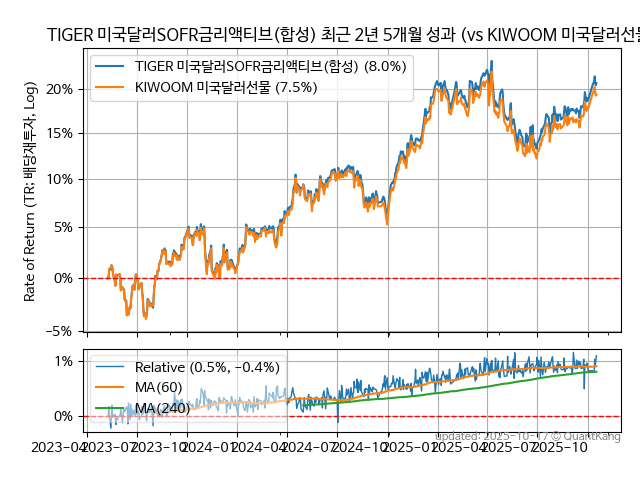 TIGER 미국달러SOFR금리액티브(합성) 최근 2년 5개월 성과 (vs KIWOOM 미국달러선물
TIGER 미국달러SOFR금리액티브(합성) (8.0%)
KIWOOM 미국달러선물 (7.5%)
Rate of Return (TR: 배당재투자, Log)
20%
15%
10%
5%
0%
−5%
Relative (0.5%, −0.4%)
MA(60)
MA(240)
1%
0%
updated: 2025-10-17 © QuantKang
2023-04 2023-07 2023-10 2024-01 2024-04 2024-07 2024-10 2025-01 2025-04 2025-07 2025-10